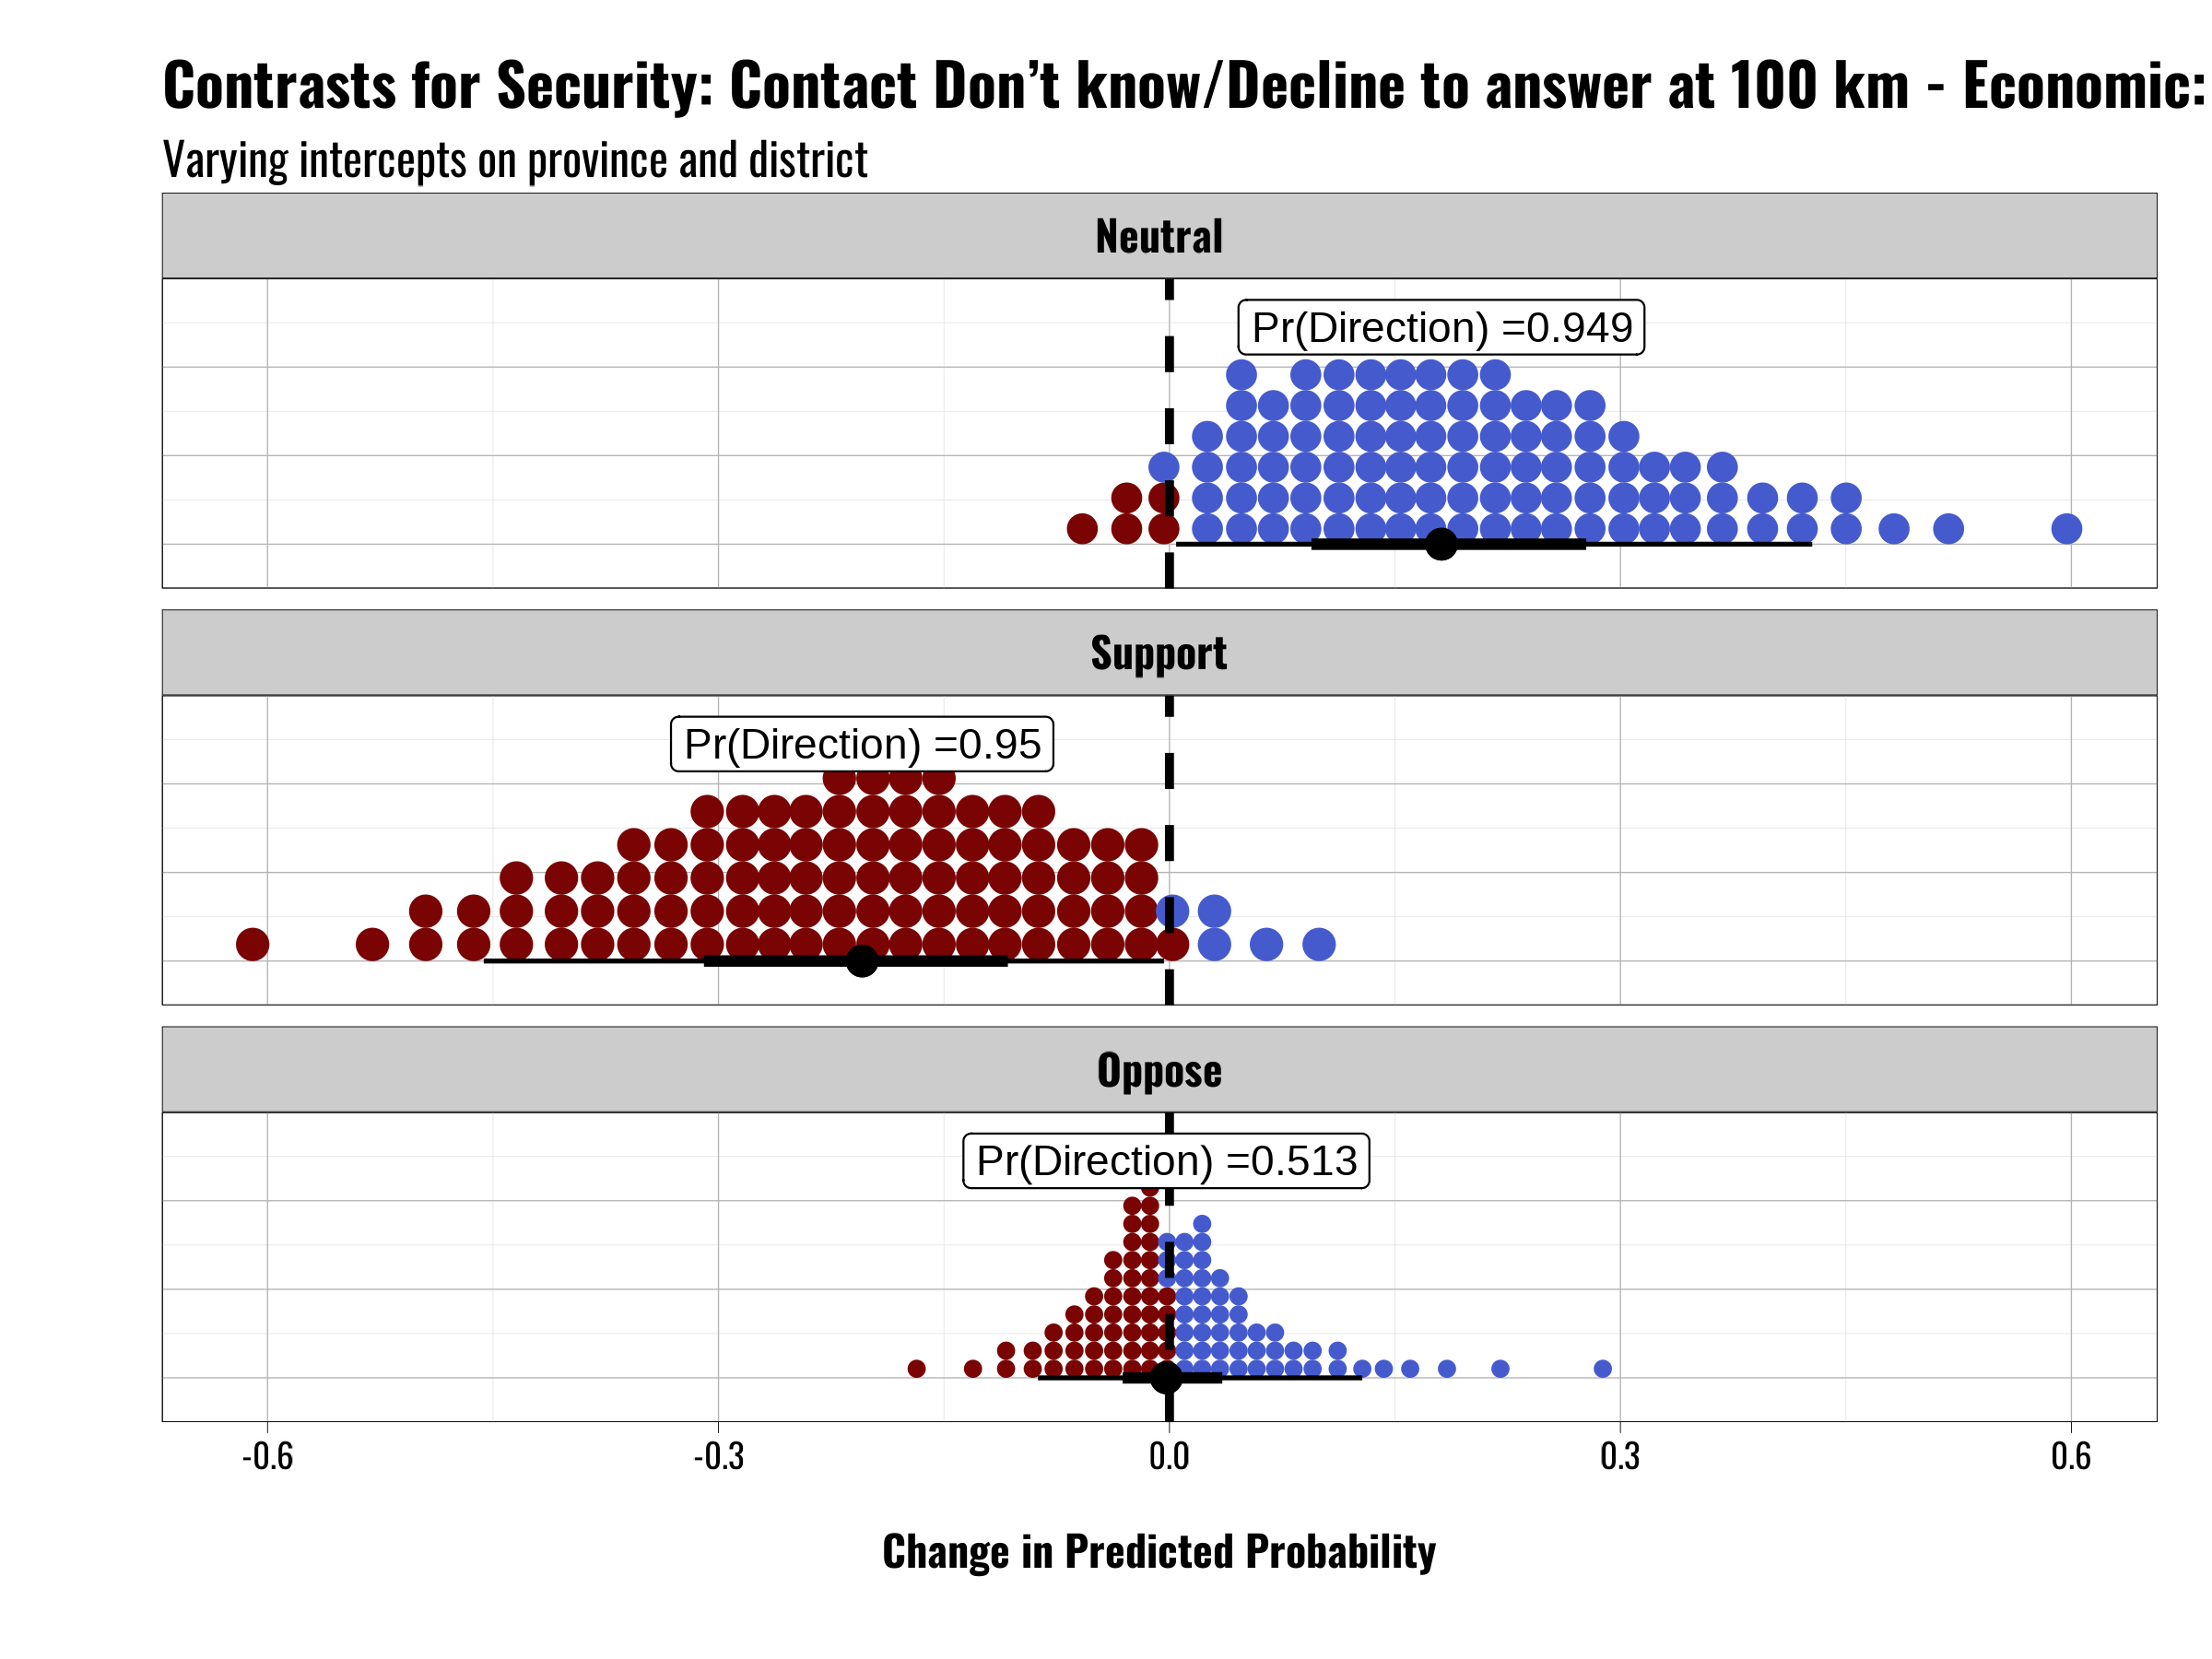 Contrasts for Security: Contact Don’t know/Decline to answer at 100 km - Economic:
Varying intercepts on province and district
Neutral
Pr(Direction) =0.949
Support
Pr(Direction) =0.95
Oppose
Pr(Direction) =0.513
-0.6 -0.3 0.0 0.3 0.6
Change in Predicted Probability